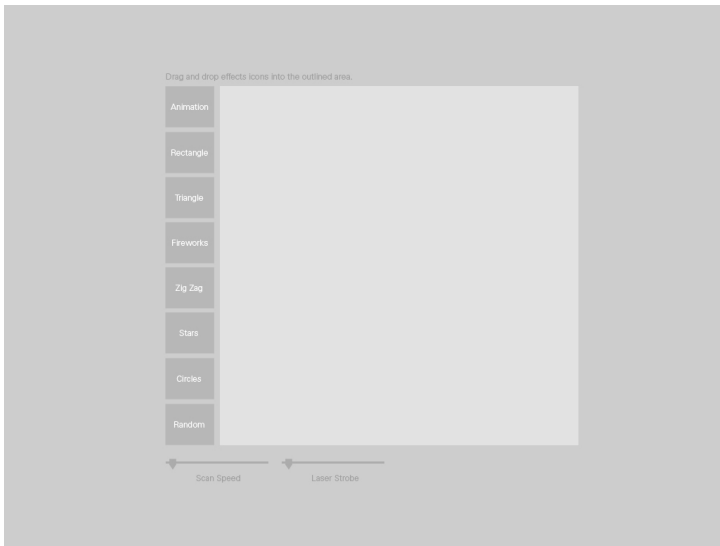 Drag and drop effects icons into the outlined area.
Animation
Rectangle
Triangle
Fireworks
Zig Zag
Stars
Circles
Random
Scan Speed
Laser Strobe